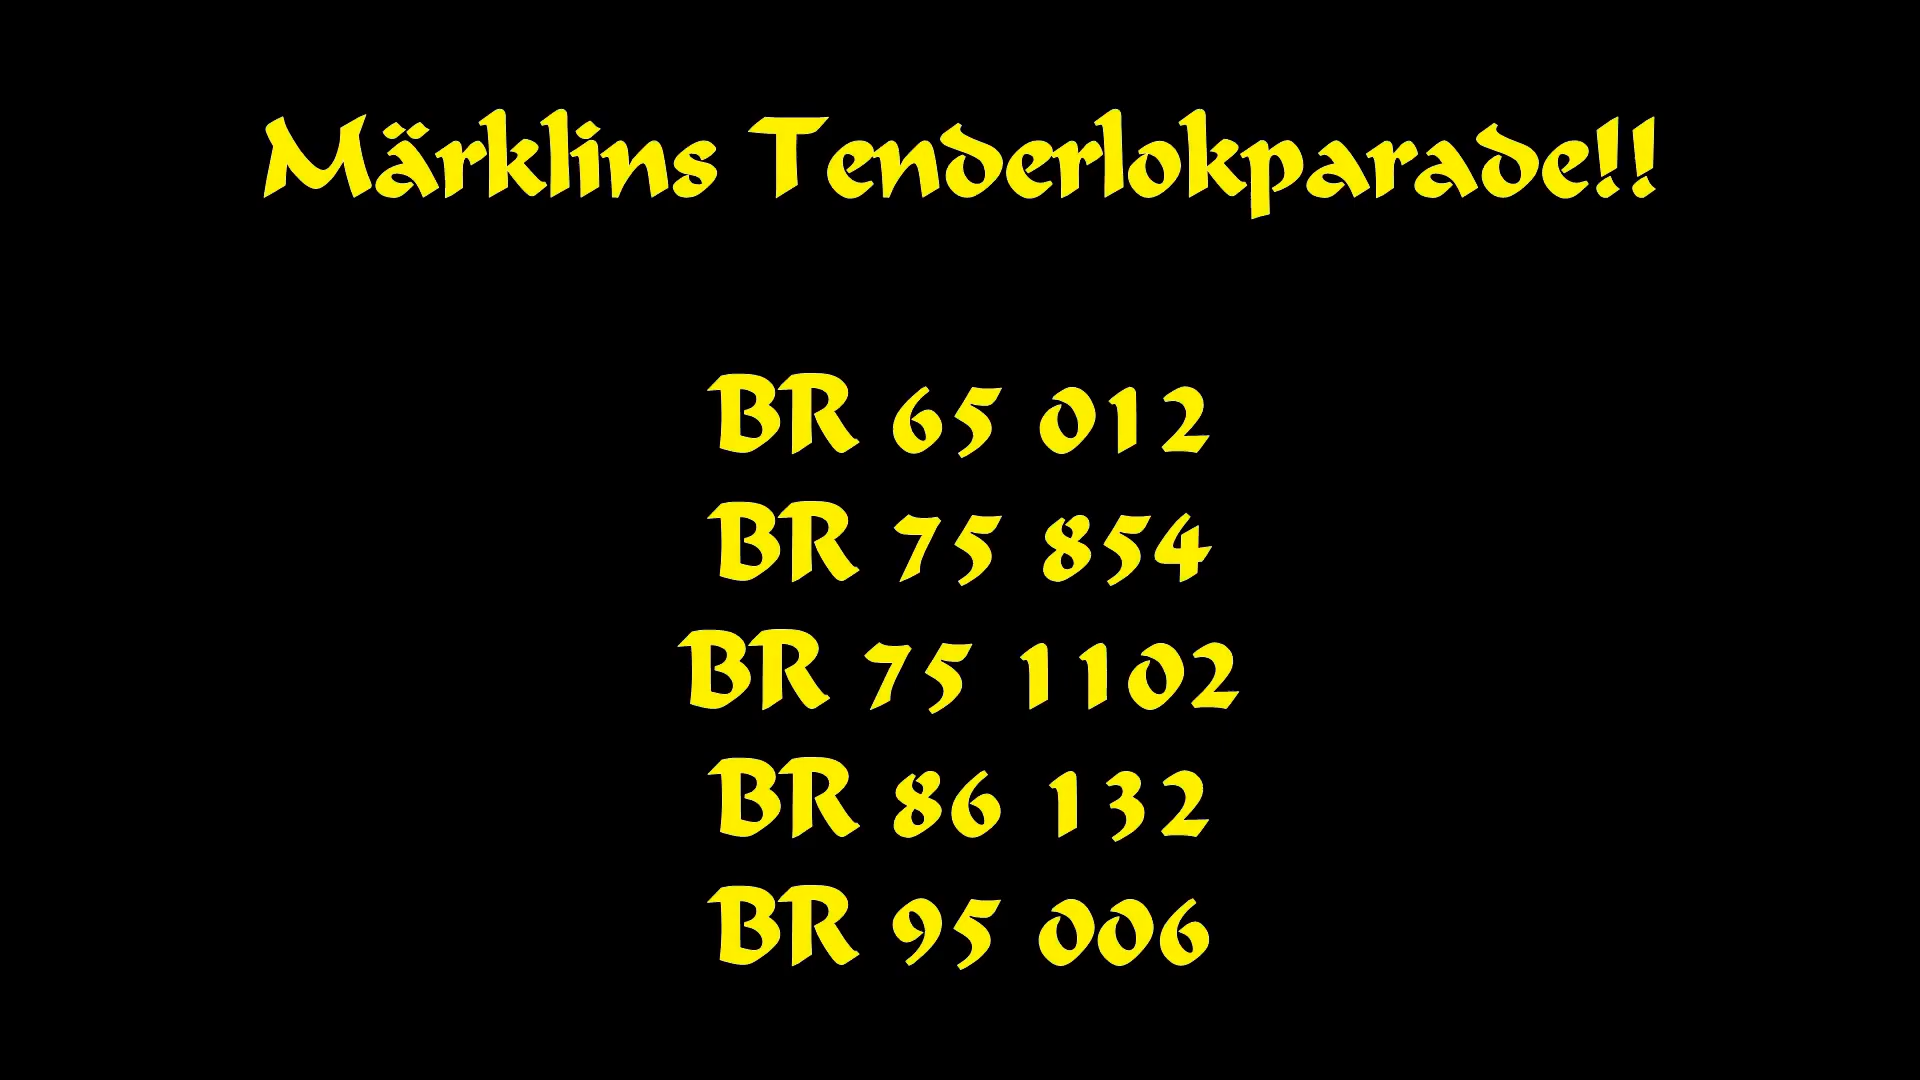 Märklins Tenderlokparade!!
BR 65 012
BR 75 854
BR 75 1102
BR 86 132
BR 95 006